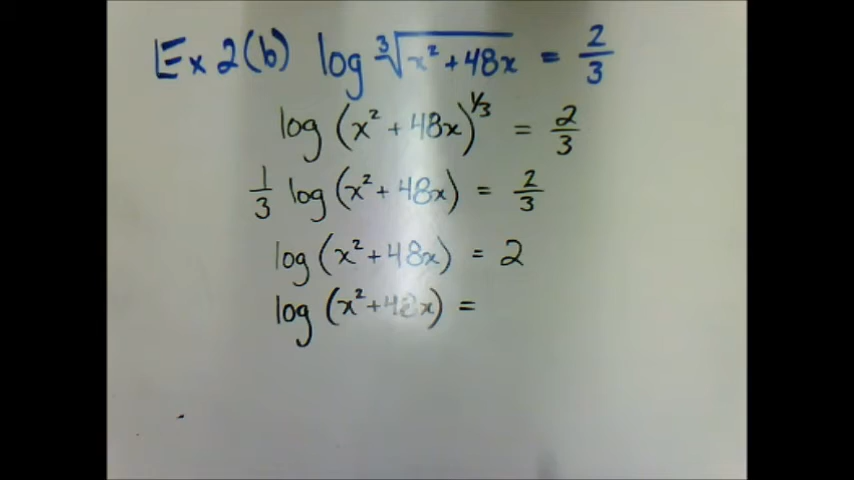 Ex 2(b) log ∛(x² + 48x) = 2/3
log (x² + 48x)^1/3 = 2/3
1/3 log (x² + 48x) = 2/3
log (x² + 48x) = 2
log (x² + 48x) =